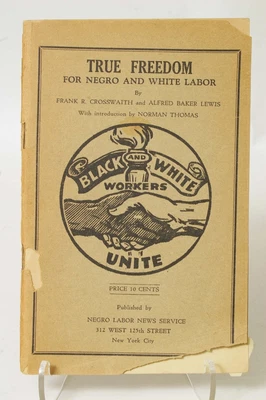 TRUE FREEDOM
FOR NEGRO AND WHITE LABOR
By
FRANK R. CROSSWAITH and ALFRED BAKER LEWIS
With introduction by NORMAN THOMAS
BLACK AND WHITE
WORKERS
UNITE
PRICE 10 CENTS
Published by
NEGRO LABOR NEWS SERVICE
312 WEST 125th STREET
New York City